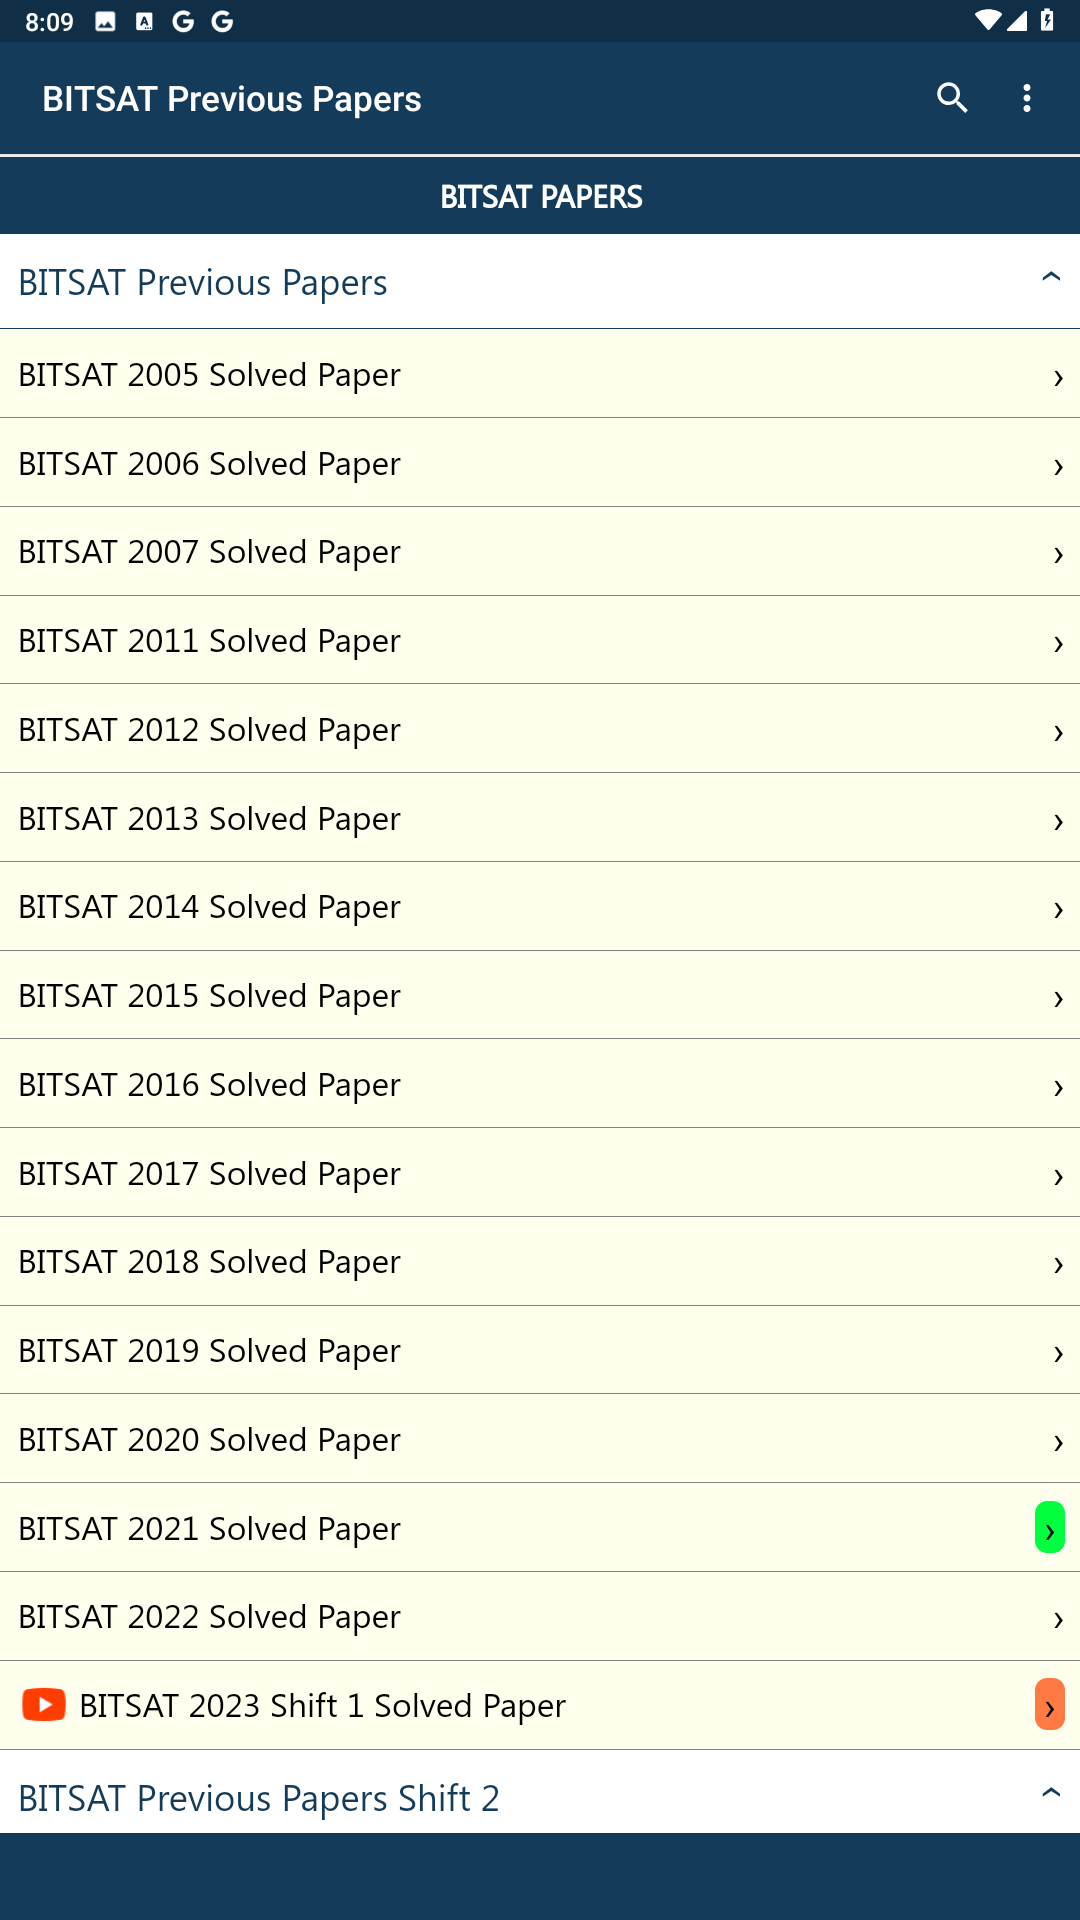 8:09
BITSAT Previous Papers
BITSAT PAPERS
BITSAT Previous Papers
BITSAT 2005 Solved Paper
BITSAT 2006 Solved Paper
BITSAT 2007 Solved Paper
BITSAT 2011 Solved Paper
BITSAT 2012 Solved Paper
BITSAT 2013 Solved Paper
BITSAT 2014 Solved Paper
BITSAT 2015 Solved Paper
BITSAT 2016 Solved Paper
BITSAT 2017 Solved Paper
BITSAT 2018 Solved Paper
BITSAT 2019 Solved Paper
BITSAT 2020 Solved Paper
BITSAT 2021 Solved Paper
BITSAT 2022 Solved Paper
BITSAT 2023 Shift 1 Solved Paper
BITSAT Previous Papers Shift 2